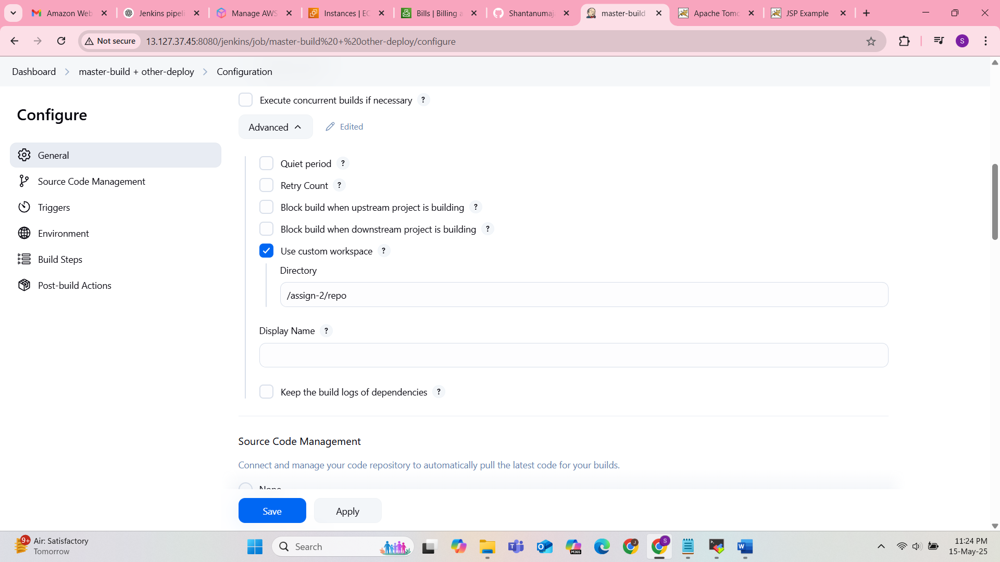 Amazon Web
Jenkins pipeli
Manage AWS
Instances | EC
Bills | Billing a
Shantanumaja
master-build
Apache Tomc
JSP Example
Not secure
13.127.37.45:8080/jenkins/job/master-build%20+%20other-deploy/configure
S
Dashboard
master-build + other-deploy
Configuration
Configure
General
Source Code Management
Triggers
Environment
Build Steps
Post-build Actions
Execute concurrent builds if necessary ?
Advanced
Edited
Quiet period ?
Retry Count ?
Block build when upstream project is building ?
Block build when downstream project is building ?
Use custom workspace ?
Directory
/assign-2/repo
Display Name ?
Keep the build logs of dependencies ?
Source Code Management
Connect and manage your code repository to automatically pull the latest code for your builds.
None
Save
Apply
9+
Air: Satisfactory
Tomorrow
Search
M365
J
S
11:24 PM
15-May-25